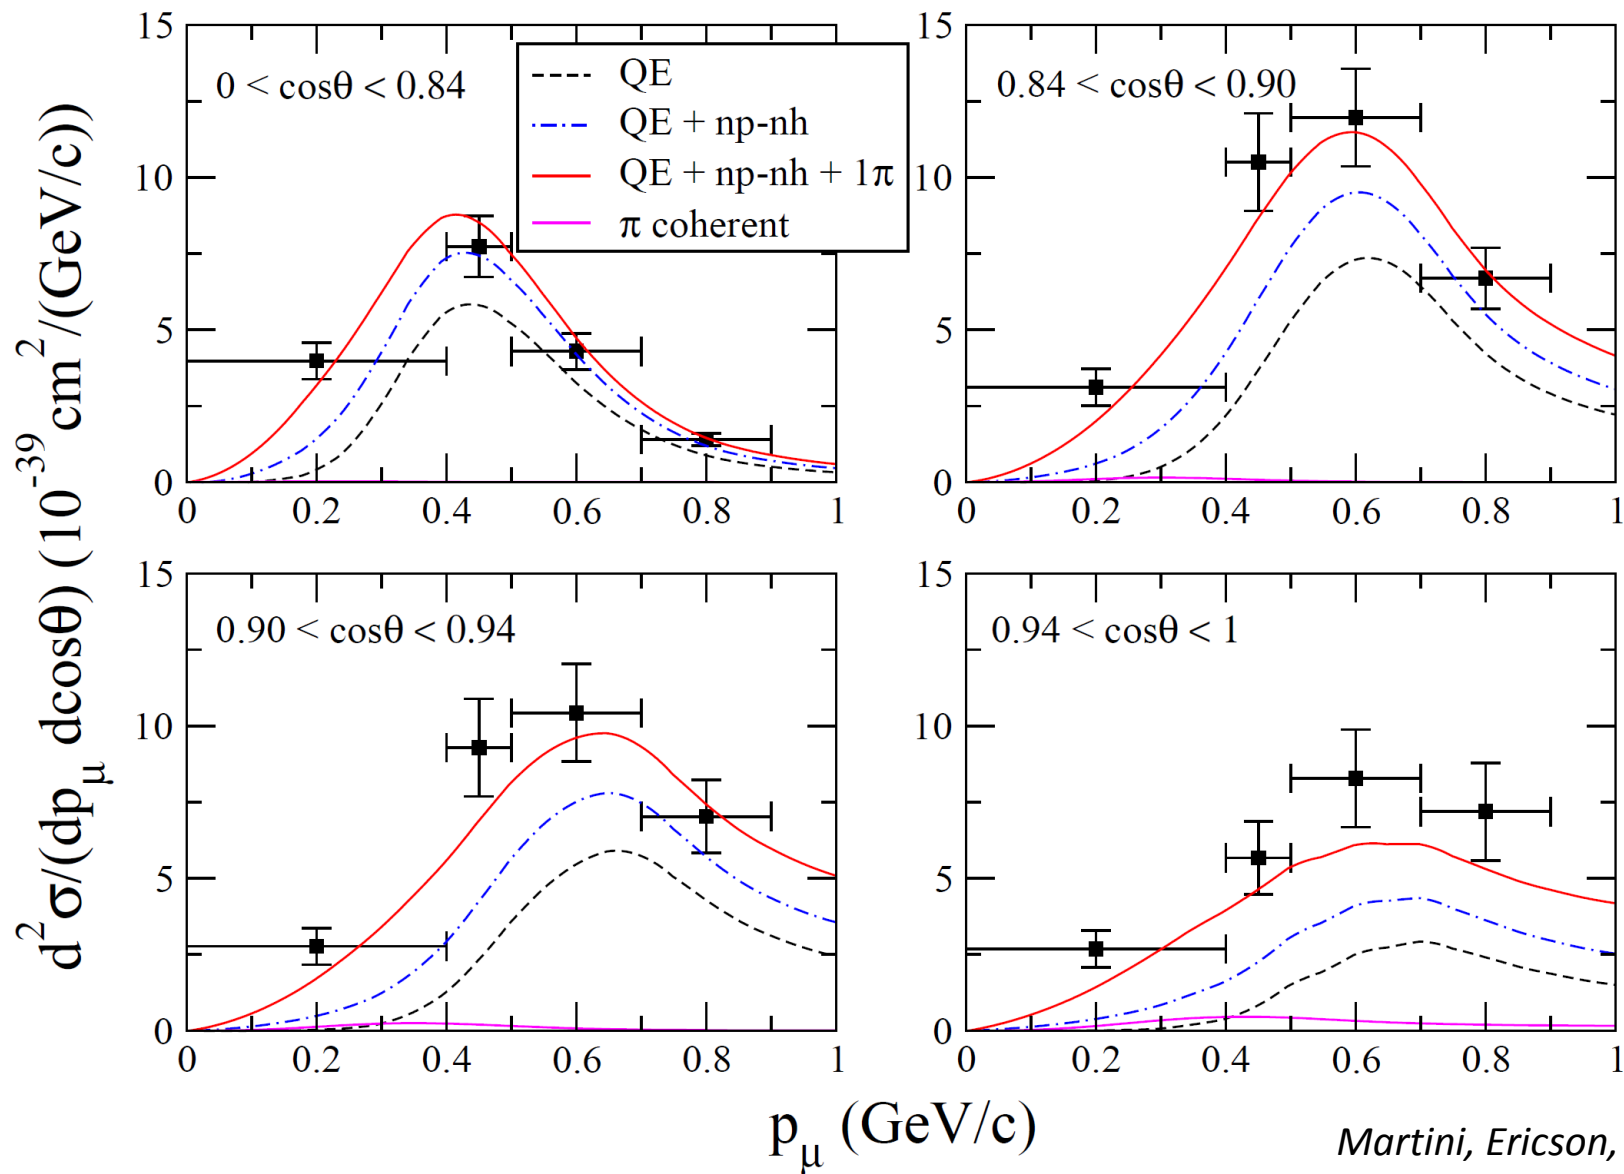 d²σ/(dp_μ dcosθ) (10⁻³⁹ cm²/(GeV/c))
0 < cosθ < 0.84
QE
QE + np-nh
QE + np-nh + 1π
π coherent
15
10
5
0
0 0.2 0.4 0.6 0.8 1
0.84 < cosθ < 0.90
15
10
5
0
0 0.2 0.4 0.6 0.8 1
0.90 < cosθ < 0.94
15
10
5
0
0 0.2 0.4 0.6 0.8 1
0.94 < cosθ < 1
15
10
5
0
0 0.2 0.4 0.6 0.8 1
p_μ (GeV/c)
Martini, Ericson,